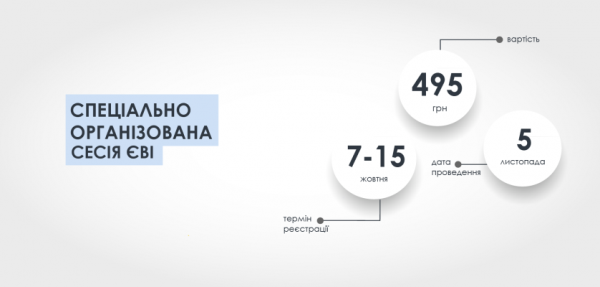 СПЕЦІАЛЬНО
ОРГАНІЗОВАНА
СЕСІЯ ЄВІ
вартість
495
грн
7-15
жовтня
термін
реєстрації
5
листопада
дата
проведення